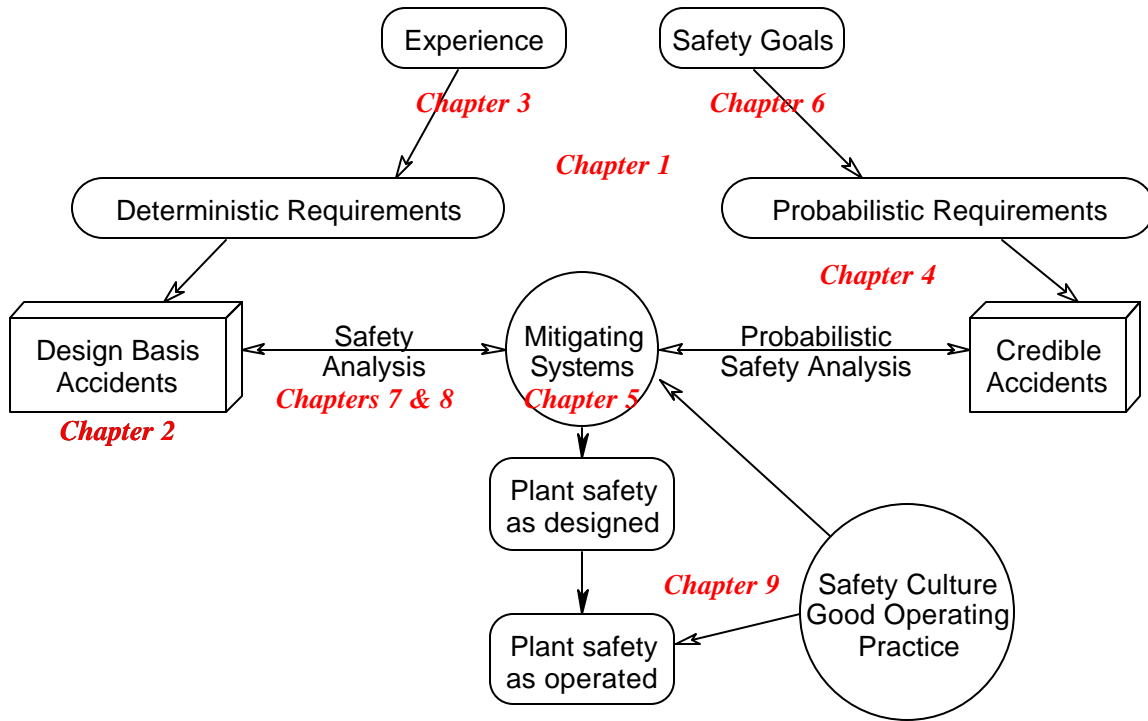 Experience
Safety Goals
Chapter 3
Chapter 6
Chapter 1
Deterministic Requirements
Probabilistic Requirements
Chapter 4
Design Basis
Accidents
Safety
Analysis
Mitigating
Systems
Probabilistic
Safety Analysis
Credible
Accidents
Chapters 7 & 8
Chapter 5
Chapter 2
Plant safety
as designed
Chapter 9
Safety Culture
Good Operating
Practice
Plant safety
as operated